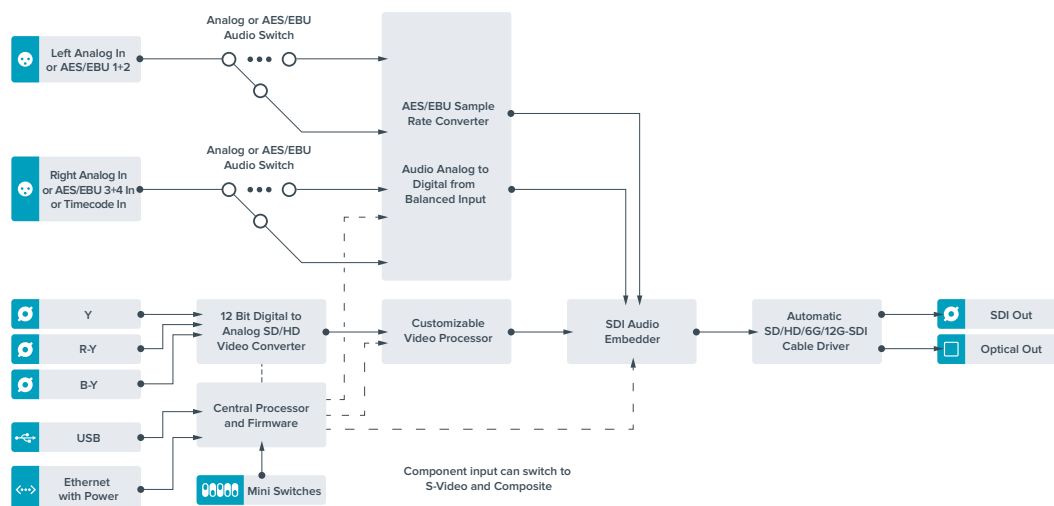 Analog or AES/EBU
Audio Switch
Left Analog In
or AES/EBU 1+2
AES/EBU Sample
Rate Converter
Analog or AES/EBU
Audio Switch
Right Analog In
or AES/EBU 3+4 In
or Timecode In
Audio Analog to
Digital from
Balanced Input
Y
R-Y
B-Y
12 Bit Digital to
Analog SD/HD
Video Converter
Customizable
Video Processor
SDI Audio
Embedder
Automatic
SD/HD/6G/12G-SDI
Cable Driver
SDI Out
Optical Out
Central Processor
and Firmware
USB
Ethernet
with Power
Mini Switches
Component input can switch to
S-Video and Composite